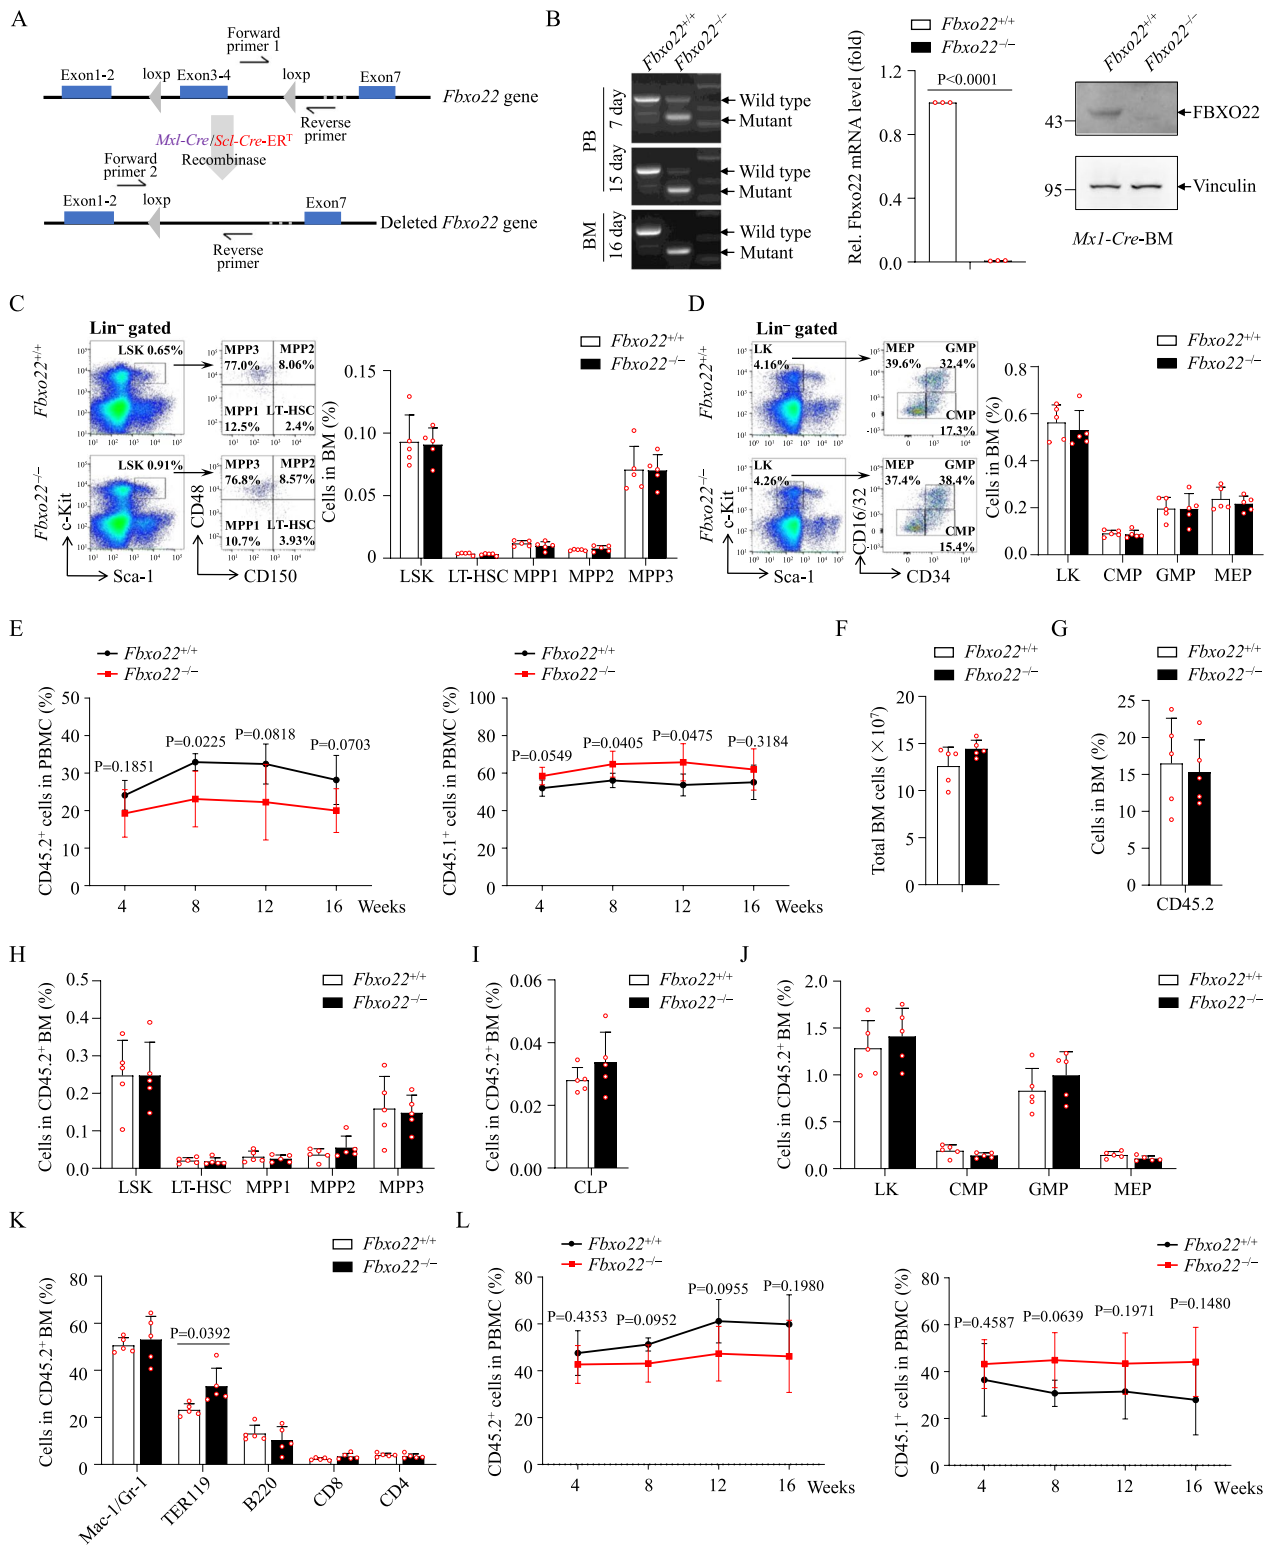 A
Forward
primer 1
Exon1-2
loxp
Exon3-4
loxp
Exon7
Fbxo22 gene
Reverse
primer
Mxl-Cre/Scl-Cre-ERᵀ
Recombinase
Forward
primer 2
Exon1-2
loxp
Exon7
Deleted Fbxo22 gene
Reverse
primer
B
Fbxo22+/+
Fbxo22−/−
PB
7 day
15 day
BM
16 day
Wild type
Mutant
Wild type
Mutant
Wild type
Mutant
Fbxo22+/+
Fbxo22−/−
Rel. Fbxo22 mRNA level (fold)
P<0.0001
1.2
0.8
0.4
0.0
Fbxo22+/+
Fbxo22−/−
43
FBXO22
95
Vinculin
Mx1-Cre-BM
C
Lin− gated
Fbxo22+/+
LSK 0.65%
MPP3
77.0%
MPP2
8.06%
MPP1
12.5%
LT-HSC
2.4%
Fbxo22−/−
LSK 0.91%
MPP3
76.8%
MPP2
8.57%
MPP1
10.7%
LT-HSC
3.93%
c-Kit
Sca-1
CD48
CD150
Fbxo22+/+
Fbxo22−/−
Cells in BM (%)
0.15
0.10
0.05
0
LSK LT-HSC MPP1 MPP2 MPP3
D
Lin− gated
Fbxo22+/+
LK
4.16%
MEP
39.6%
GMP
32.4%
CMP
17.3%
Fbxo22−/−
LK
4.26%
MEP
37.4%
GMP
38.4%
CMP
15.4%
c-Kit
Sca-1
CD16/32
CD34
Fbxo22+/+
Fbxo22−/−
Cells in BM (%)
0.8
0.6
0.4
0.2
0.0
LK CMP GMP MEP
E
Fbxo22+/+
Fbxo22−/−
CD45.2+ cells in PBMC (%)
50
40
30
20
10
0
P=0.1851
P=0.0225
P=0.0818
P=0.0703
4 8 12 16 Weeks
Fbxo22+/+
Fbxo22−/−
CD45.1+ cells in PBMC (%)
100
80
60
40
20
0
P=0.0549
P=0.0405
P=0.0475
P=0.3184
4 8 12 16 Weeks
F
Fbxo22+/+
Fbxo22−/−
Total BM cells (×10⁷)
20
15
10
5
0
G
Fbxo22+/+
Fbxo22−/−
Cells in BM (%)
25
20
15
10
5
0
CD45.2
H
Fbxo22+/+
Fbxo22−/−
Cells in CD45.2+ BM (%)
0.5
0.4
0.3
0.2
0.1
0.0
LSK LT-HSC MPP1 MPP2 MPP3
I
Fbxo22+/+
Fbxo22−/−
Cells in CD45.2+ BM (%)
0.06
0.04
0.02
0.00
CLP
J
Fbxo22+/+
Fbxo22−/−
Cells in CD45.2+ BM (%)
2.0
1.5
1.0
0.5
0.0
LK CMP GMP MEP
K
Fbxo22+/+
Fbxo22−/−
Cells in CD45.2+ BM (%)
80
60
40
20
0
P=0.0392
Mac-1/Gr-1 TER119 B220 CD8 CD4
L
Fbxo22+/+
Fbxo22−/−
CD45.2+ cells in PBMC (%)
80
60
40
20
0
P=0.4353
P=0.0952
P=0.0955
P=0.1980
4 8 12 16 Weeks
Fbxo22+/+
Fbxo22−/−
CD45.1+ cells in PBMC (%)
80
60
40
20
0
P=0.4587
P=0.0639
P=0.1971
P=0.1480
4 8 12 16 Weeks